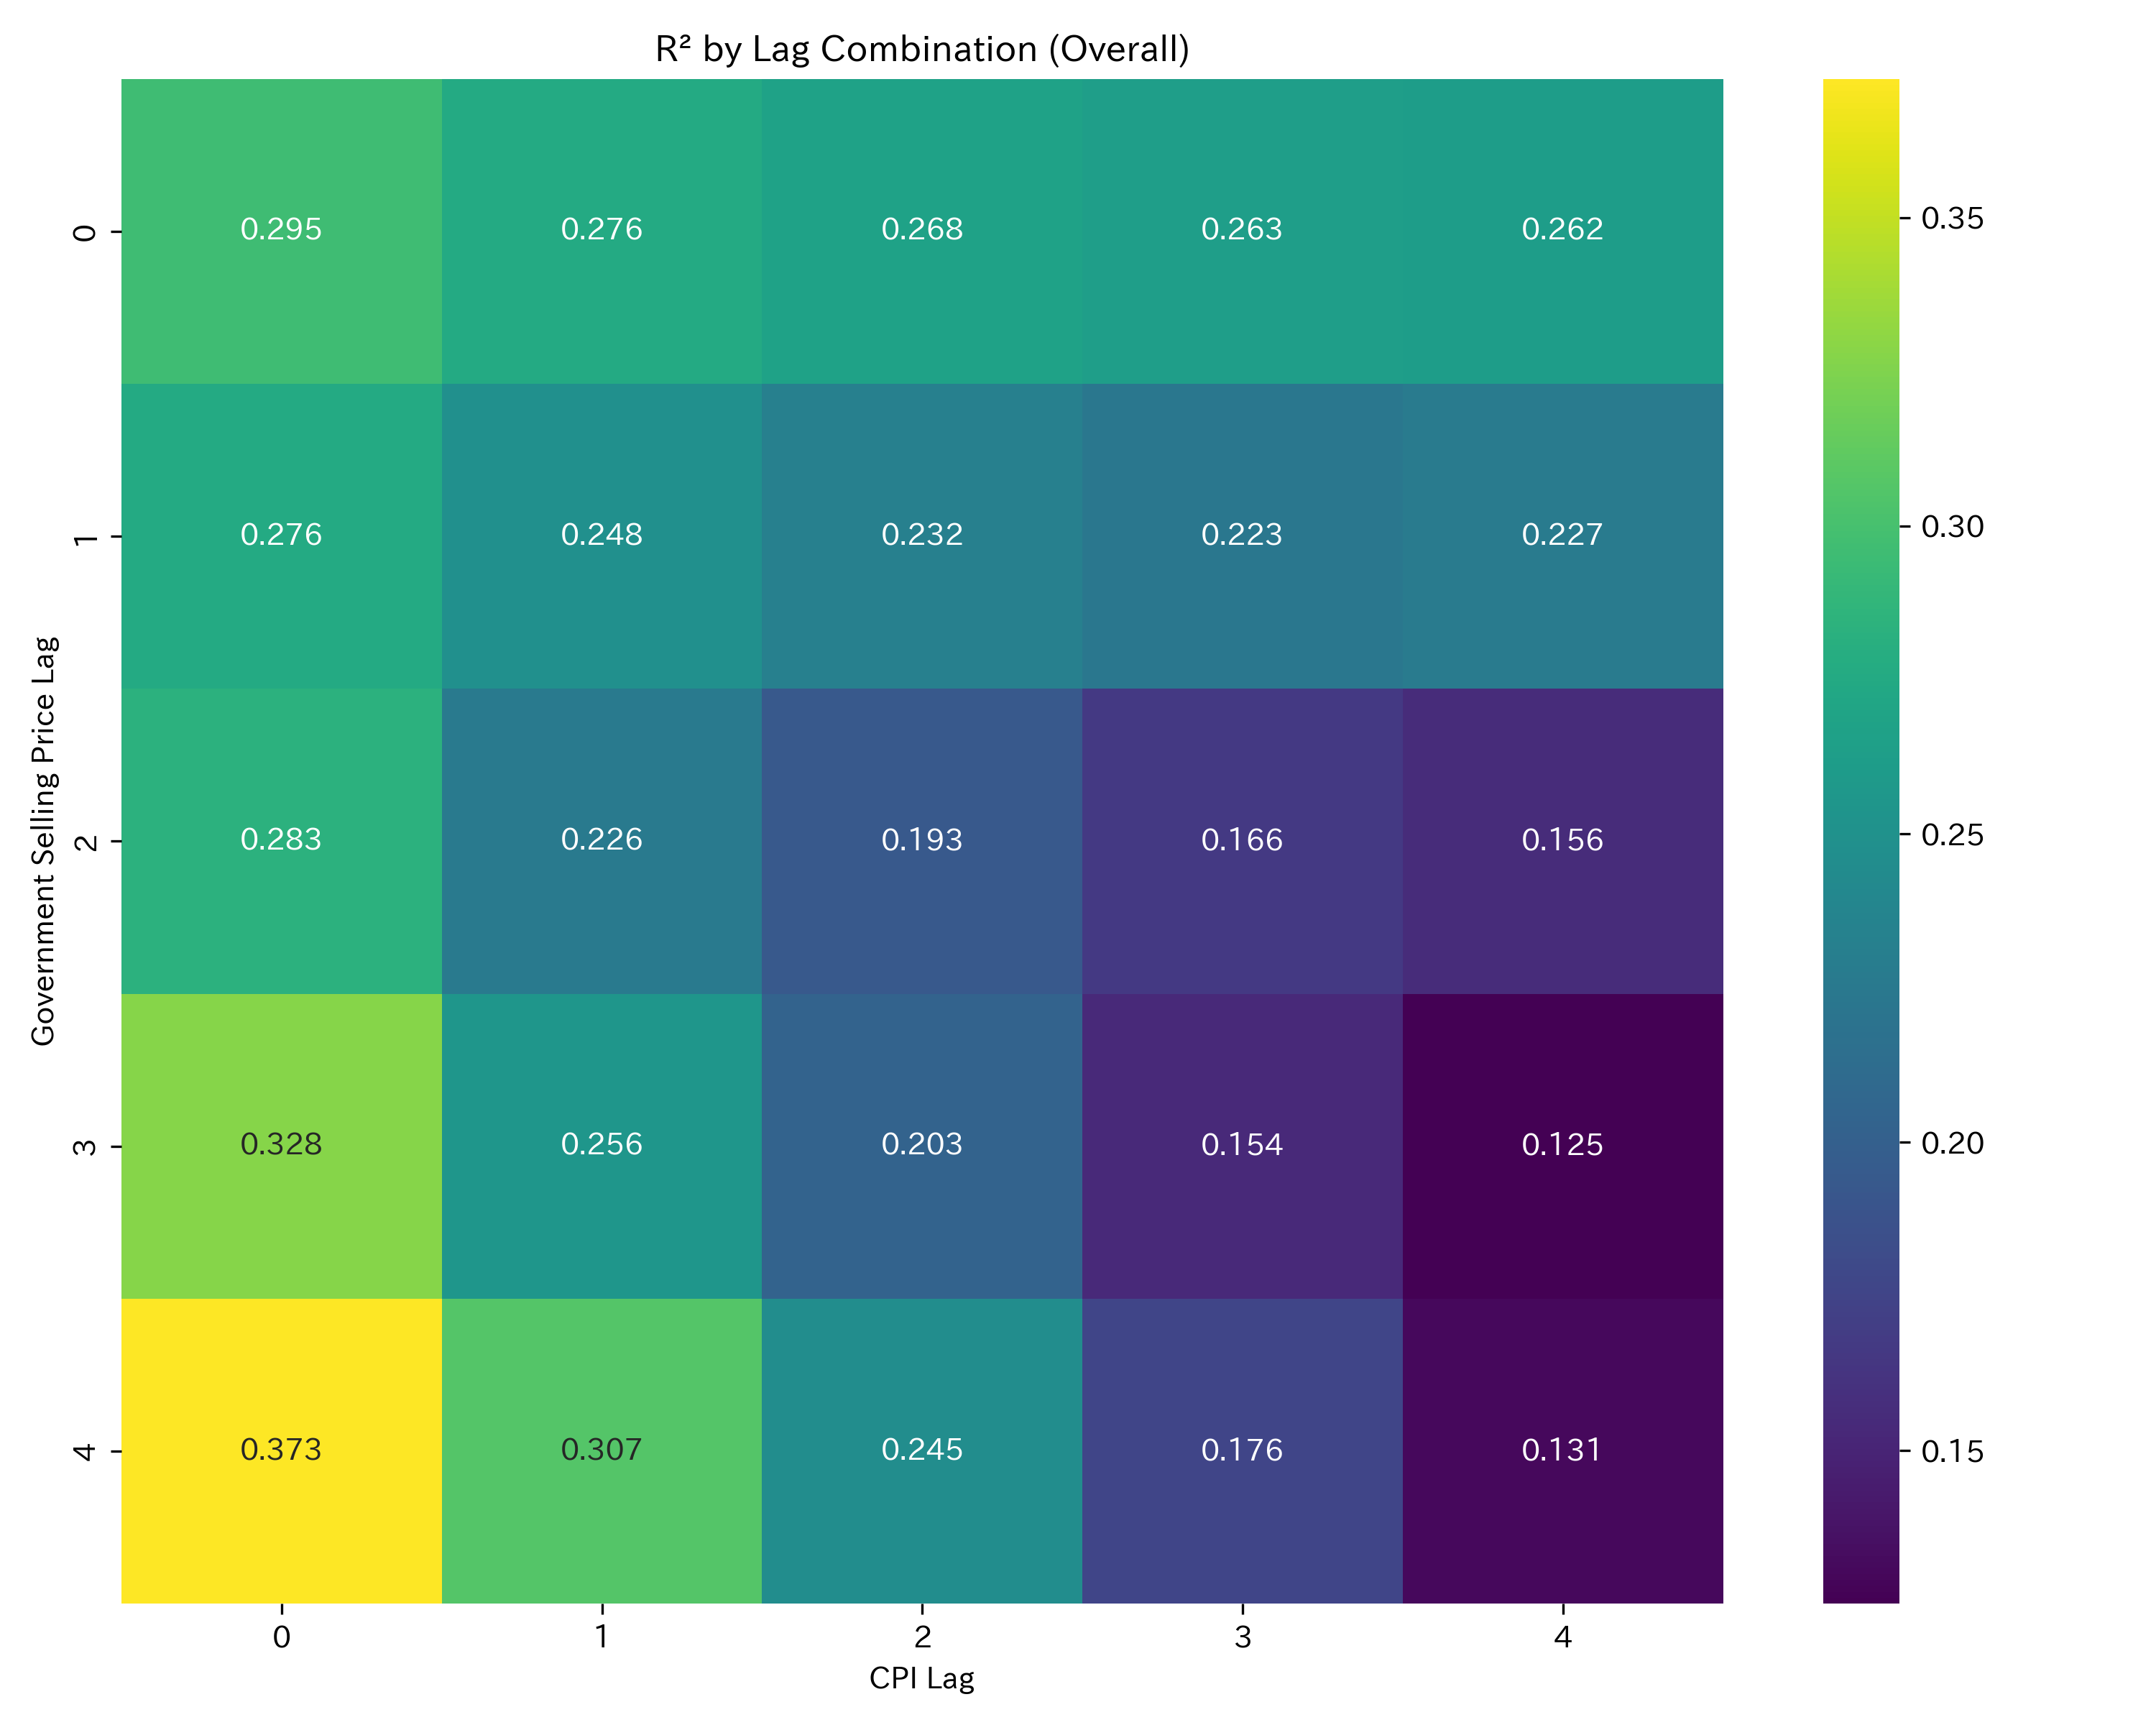 R² by Lag Combination (Overall)
Government Selling Price Lag
0
0.295 0.276 0.268 0.263 0.262
1
0.276 0.248 0.232 0.223 0.227
2
0.283 0.226 0.193 0.166 0.156
3
0.328 0.256 0.203 0.154 0.125
4
0.373 0.307 0.245 0.176 0.131
0 1 2 3 4
CPI Lag
0.35
0.30
0.25
0.20
0.15